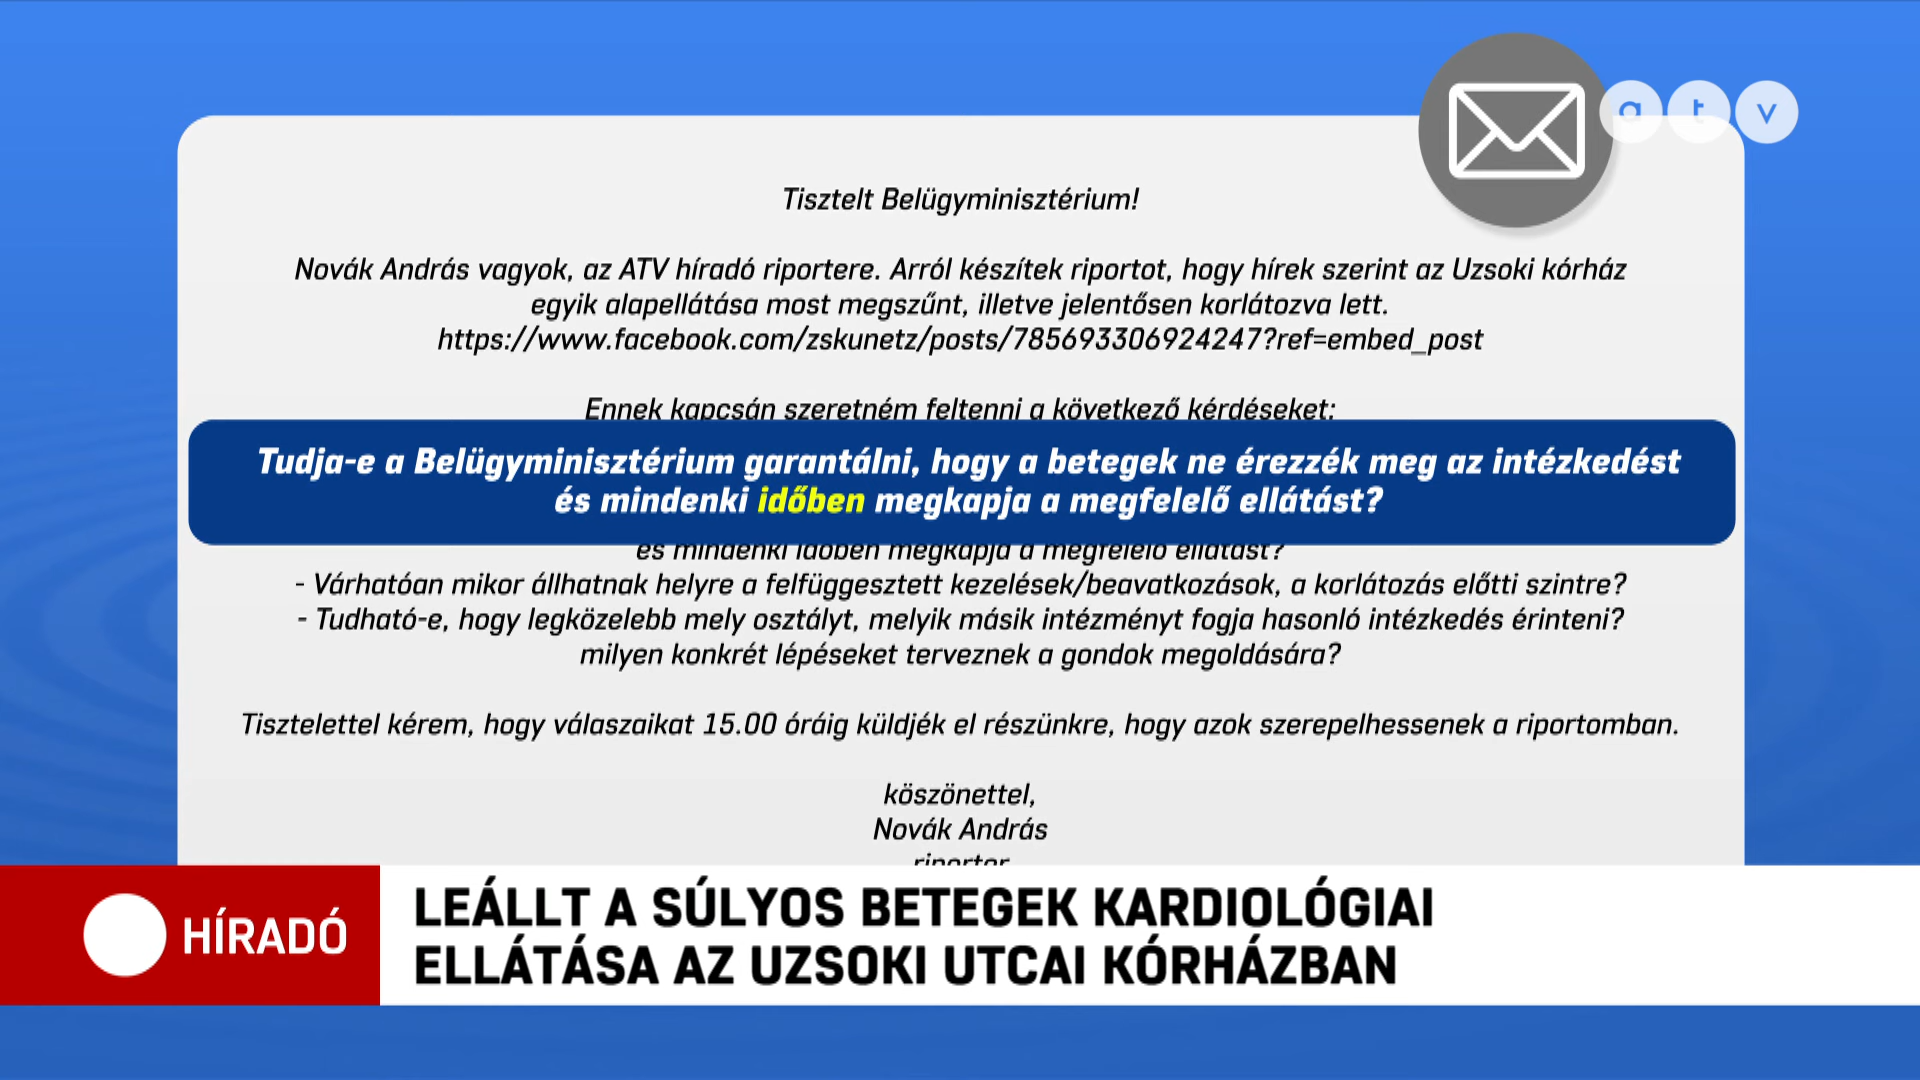 a t v
Tisztelt Belügyminisztérium!
Novák András vagyok, az ATV híradó riportere. Arról készítek riportot, hogy hírek szerint az Uzsoki kórház
egyik alapellátása most megszűnt, illetve jelentősen korlátozva lett.
https://www.facebook.com/zskunetz/posts/785693306924247?ref=embed_post
Ennek kapcsán szeretném feltenni a következő kérdéseket:
Tudja-e a Belügyminisztérium garantálni, hogy a betegek ne érezzék meg az intézkedést
és mindenki időben megkapja a megfelelő ellátást?
és mindenki időben megkapja a megfelelő ellátást?
- Várhatóan mikor állhatnak helyre a felfüggesztett kezelések/beavatkozások, a korlátozás előtti szintre?
- Tudható-e, hogy legközelebb mely osztályt, melyik másik intézményt fogja hasonló intézkedés érinteni?
milyen konkrét lépéseket terveznek a gondok megoldására?
Tisztelettel kérem, hogy válaszaikat 15.00 óráig küldjék el részünkre, hogy azok szerepelhessenek a riportomban.
köszönettel,
Novák András
riporter
HÍRADÓ
LEÁLLT A SÚLYOS BETEGEK KARDIOLÓGIAI
ELLÁTÁSA AZ UZSOKI UTCAI KÓRHÁZBAN